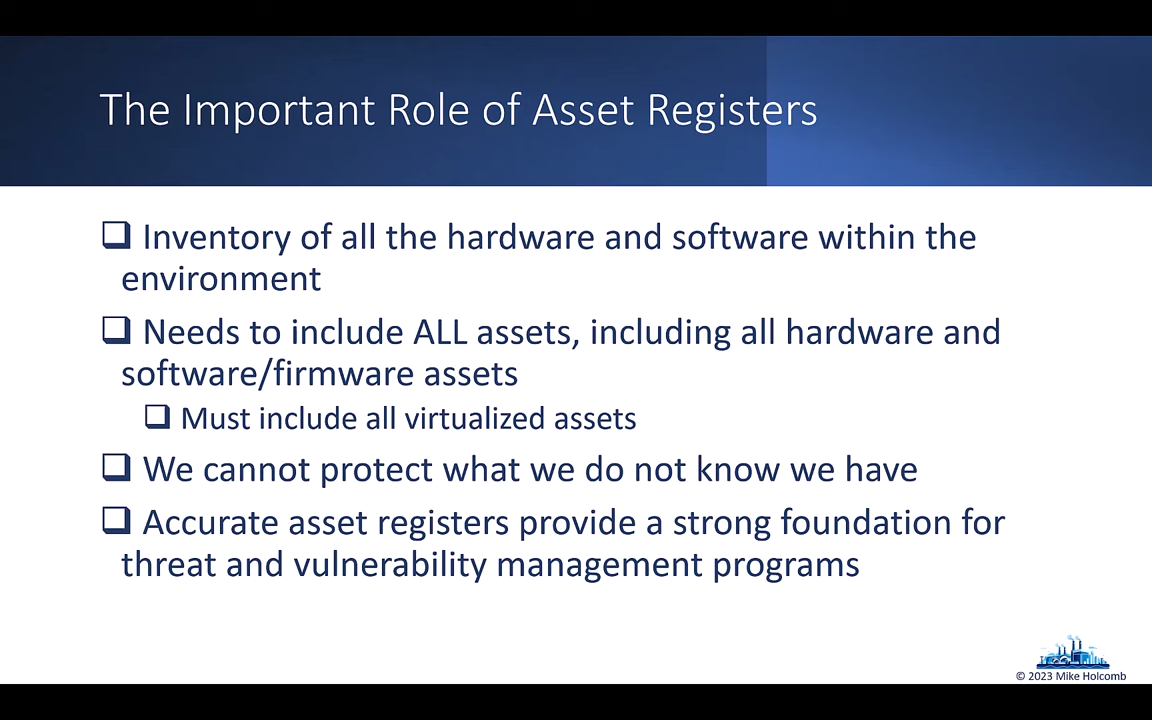 The Important Role of Asset Registers
❑ Inventory of all the hardware and software within the
environment
❑ Needs to include ALL assets, including all hardware and
software/firmware assets
❑ Must include all virtualized assets
❑ We cannot protect what we do not know we have
❑ Accurate asset registers provide a strong foundation for
threat and vulnerability management programs
© 2023 Mike Holcomb